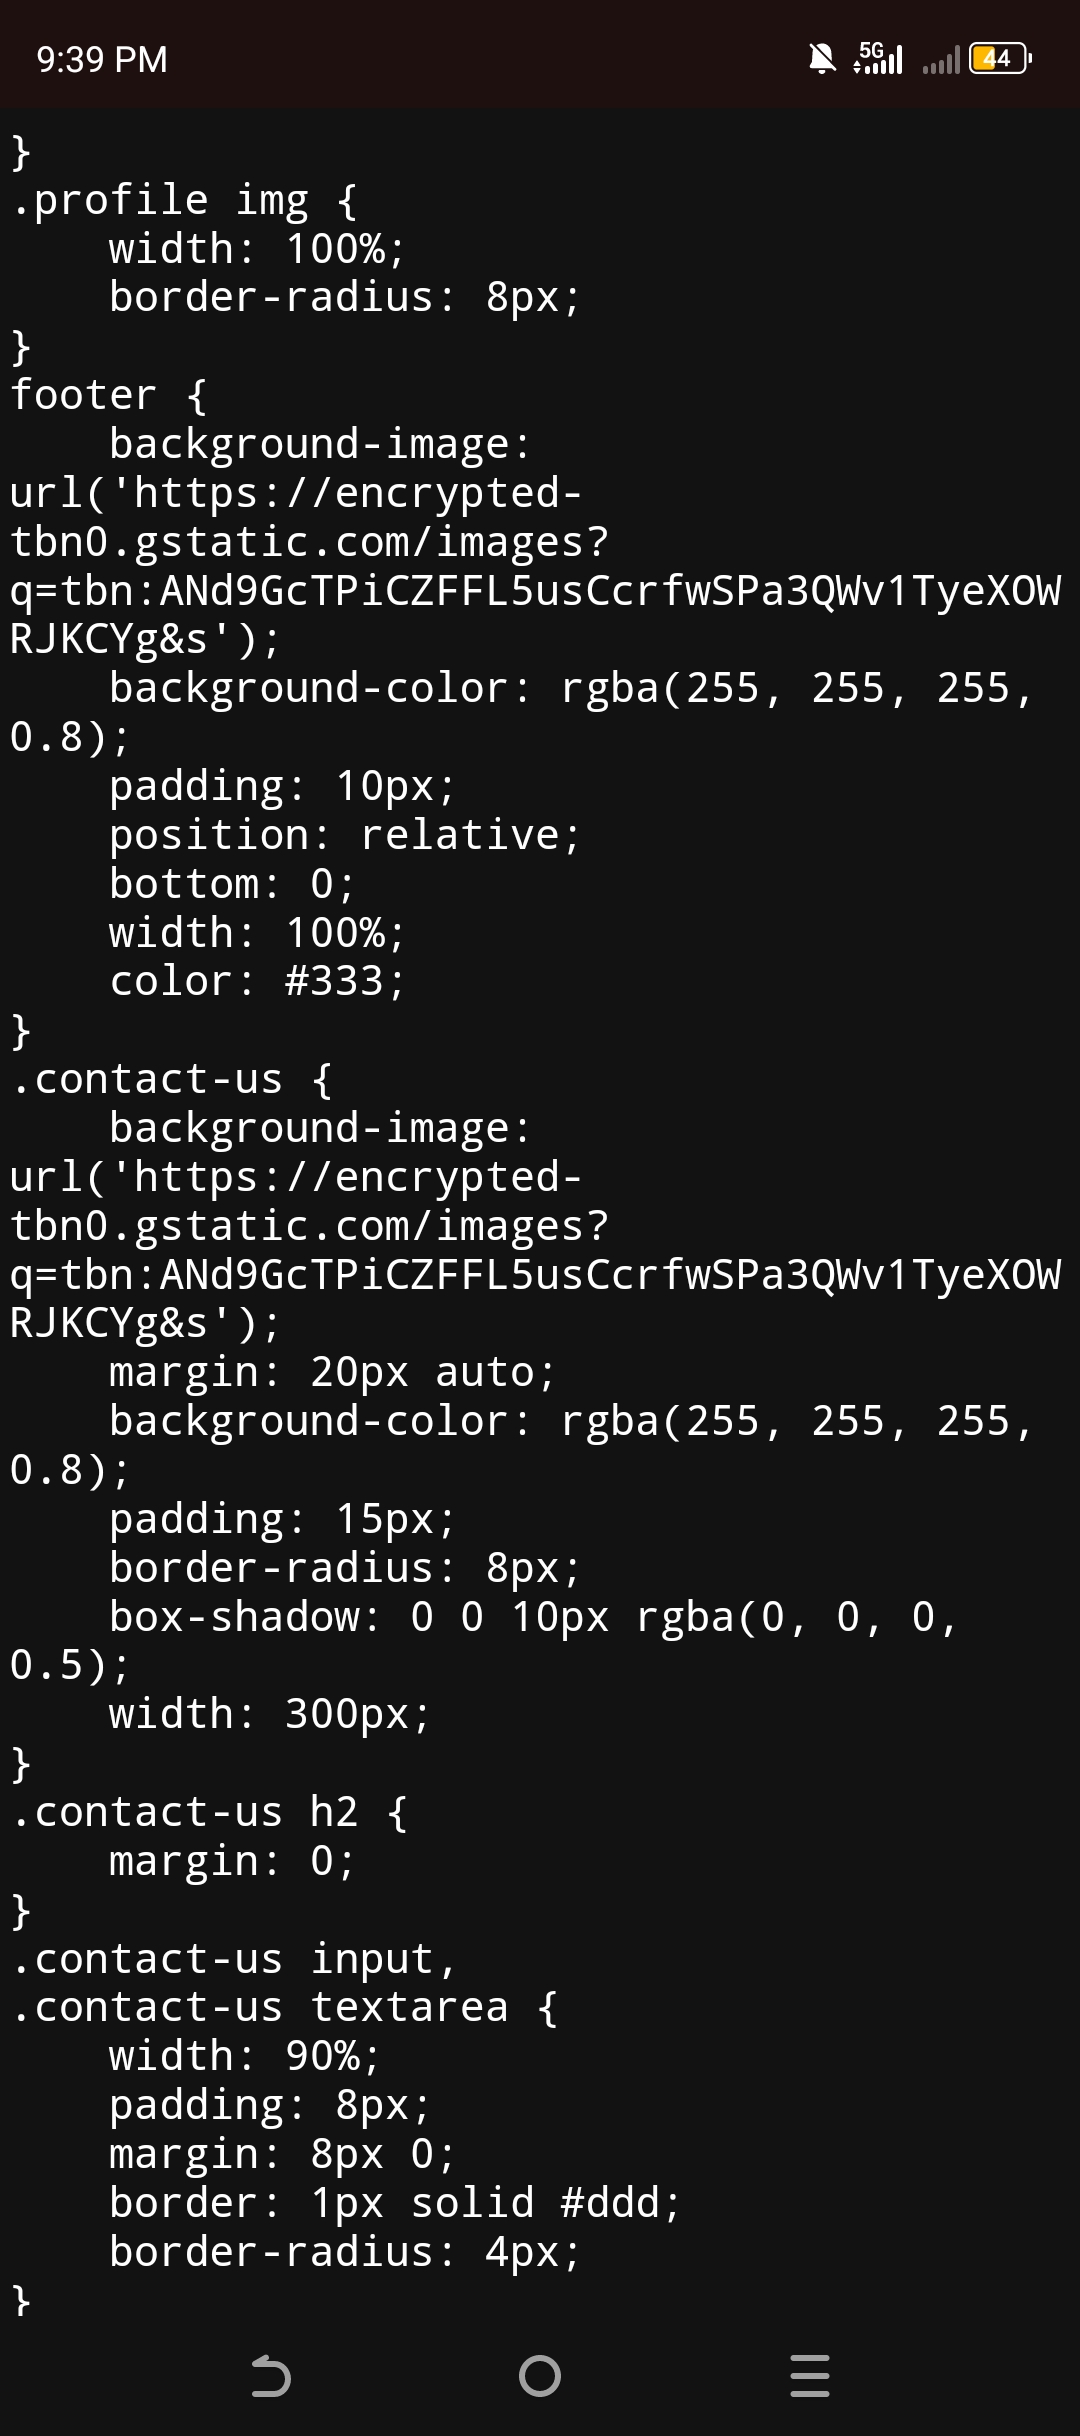 9:39 PM
5G
44
}
.profile img {
    width: 100%;
    border-radius: 8px;
}
footer {
    background-image:
url('https://encrypted-
tbn0.gstatic.com/images?
q=tbn:ANd9GcTPiCZFFL5usCcrfwSPa3QWv1TyeXOW
RJKCYg&s');
    background-color: rgba(255, 255, 255,
0.8);
    padding: 10px;
    position: relative;
    bottom: 0;
    width: 100%;
    color: #333;
}
.contact-us {
    background-image:
url('https://encrypted-
tbn0.gstatic.com/images?
q=tbn:ANd9GcTPiCZFFL5usCcrfwSPa3QWv1TyeXOW
RJKCYg&s');
    margin: 20px auto;
    background-color: rgba(255, 255, 255,
0.8);
    padding: 15px;
    border-radius: 8px;
    box-shadow: 0 0 10px rgba(0, 0, 0,
0.5);
    width: 300px;
}
.contact-us h2 {
    margin: 0;
}
.contact-us input,
.contact-us textarea {
    width: 90%;
    padding: 8px;
    margin: 8px 0;
    border: 1px solid #ddd;
    border-radius: 4px;
}